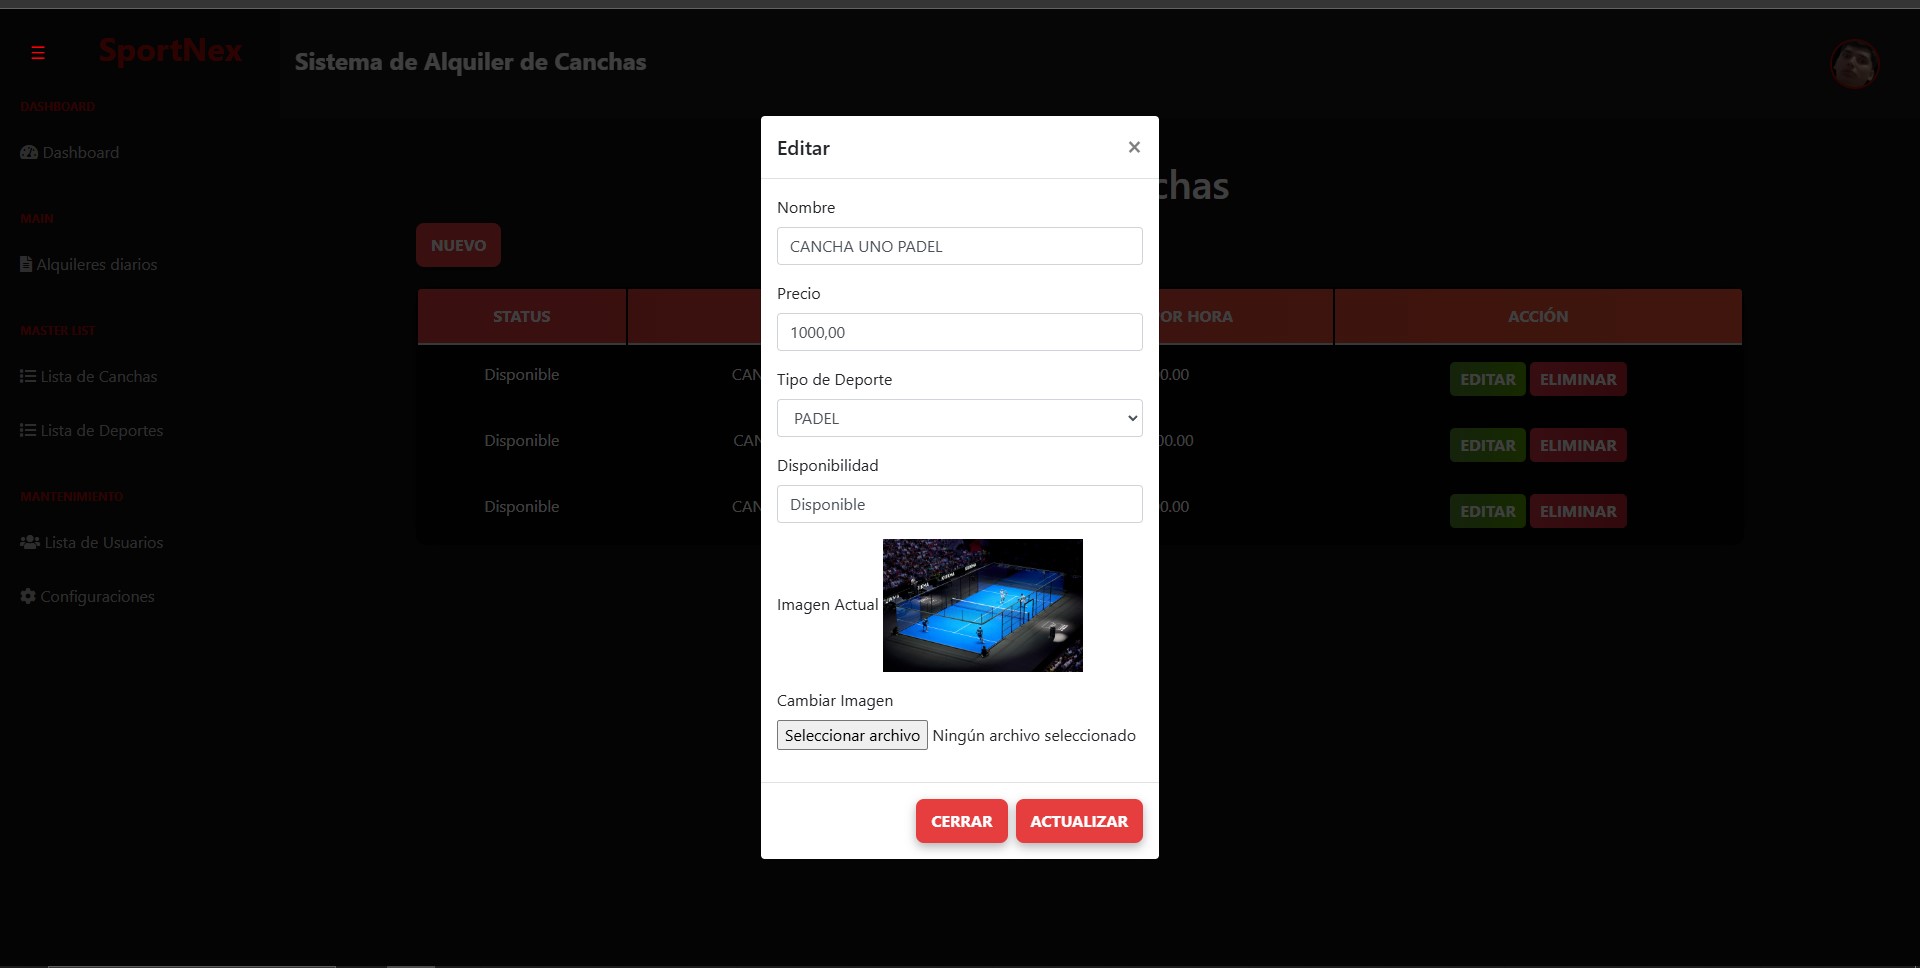 SportNex
Sistema de Alquiler de Canchas
DASHBOARD
Dashboard
MAIN
Alquileres diarios
MASTER LIST
Lista de Canchas
Lista de Deportes
MANTENIMIENTO
Lista de Usuarios
Configuraciones
chas
NUEVO
STATUS OR HORA ACCIÓN
Disponible CAN 0.00 EDITAR ELIMINAR
Disponible CAN 00.00 EDITAR ELIMINAR
Disponible CAN 0.00 EDITAR ELIMINAR
Editar ×
Nombre
CANCHA UNO PADEL
Precio
1000,00
Tipo de Deporte
PADEL
Disponibilidad
Disponible
Imagen Actual
Cambiar Imagen
Seleccionar archivo Ningún archivo seleccionado
CERRAR ACTUALIZAR